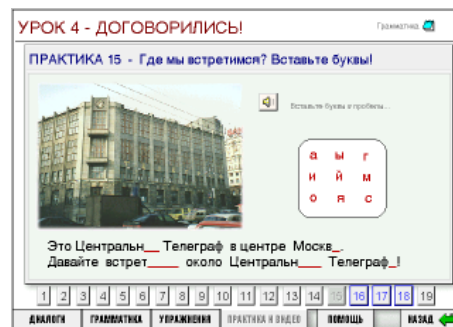 УРОК 4 - ДОГОВОРИЛИСЬ!
Грамматика
ПРАКТИКА 15 - Где мы встретимся? Вставьте буквы!
Вставьте буквы в пробелы...
а ы г
и й м
о я с
Это Центральн__ Телеграф в центре Москв_.
Давайте встрет____ около Центральн___ Телеграф_!
1 2 3 4 5 6 7 8 9 10 11 12 13 14 15 16 17 18 19
ДИАЛОГИ ГРАММАТИКА УПРАЖНЕНИЯ ПРАКТИКА И ВИДЕО ПОМОЩЬ НАЗАД